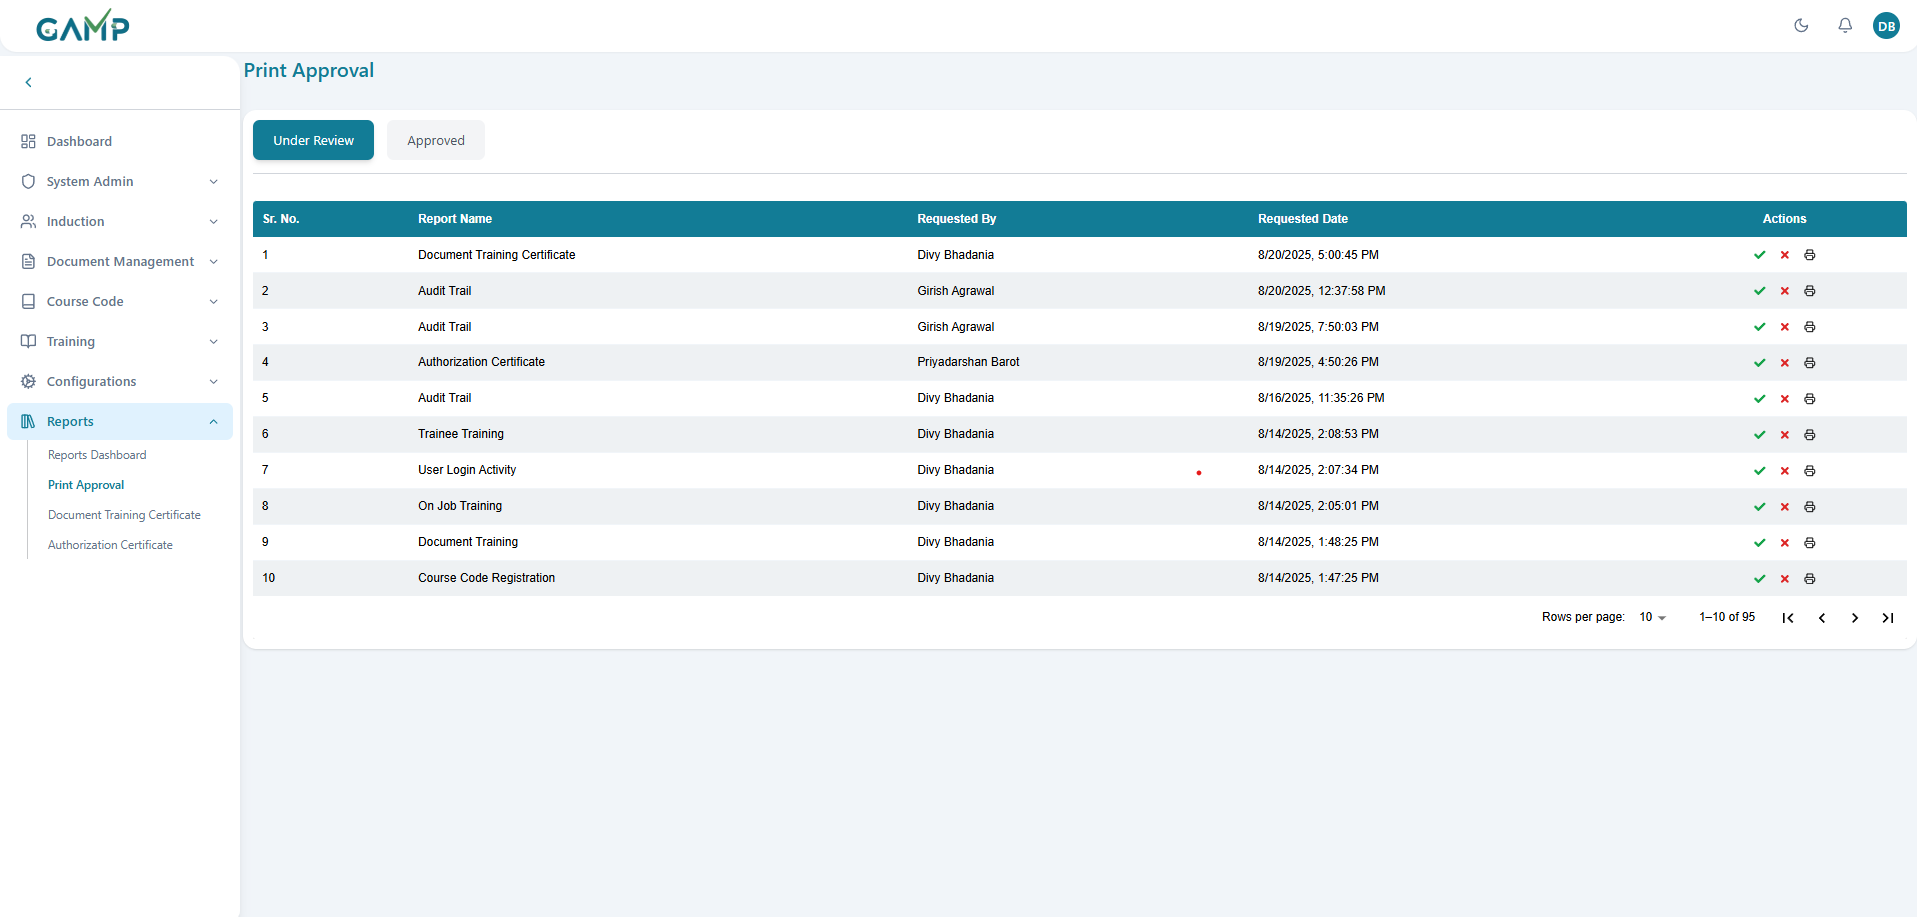 GAMP
DB
Print Approval
Dashboard
System Admin
Induction
Document Management
Course Code
Training
Configurations
Reports
Reports Dashboard
Print Approval
Document Training Certificate
Authorization Certificate
Under Review Approved
Sr. No. Report Name Requested By Requested Date Actions
1 Document Training Certificate Divy Bhadania 8/20/2025, 5:00:45 PM
2 Audit Trail Girish Agrawal 8/20/2025, 12:37:58 PM
3 Audit Trail Girish Agrawal 8/19/2025, 7:50:03 PM
4 Authorization Certificate Priyadarshan Barot 8/19/2025, 4:50:26 PM
5 Audit Trail Divy Bhadania 8/16/2025, 11:35:26 PM
6 Trainee Training Divy Bhadania 8/14/2025, 2:08:53 PM
7 User Login Activity Divy Bhadania 8/14/2025, 2:07:34 PM
8 On Job Training Divy Bhadania 8/14/2025, 2:05:01 PM
9 Document Training Divy Bhadania 8/14/2025, 1:48:25 PM
10 Course Code Registration Divy Bhadania 8/14/2025, 1:47:25 PM
Rows per page: 10 1–10 of 95